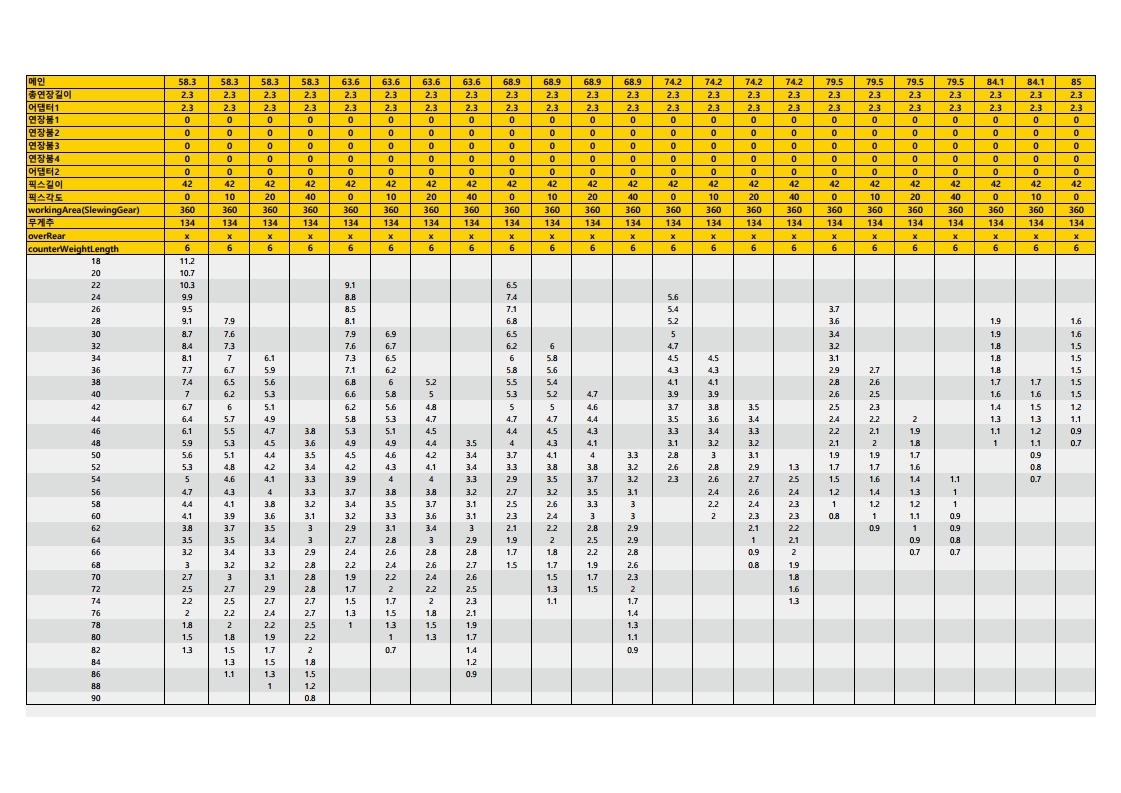 메인 58.3 58.3 58.3 58.3 63.6 63.6 63.6 63.6 68.9 68.9 68.9 68.9 74.2 74.2 74.2 74.2 79.5 79.5 79.5 79.5 84.1 84.1 85
총연장길이 2.3 2.3 2.3 2.3 2.3 2.3 2.3 2.3 2.3 2.3 2.3 2.3 2.3 2.3 2.3 2.3 2.3 2.3 2.3 2.3 2.3 2.3 2.3
어댑터1 2.3 2.3 2.3 2.3 2.3 2.3 2.3 2.3 2.3 2.3 2.3 2.3 2.3 2.3 2.3 2.3 2.3 2.3 2.3 2.3 2.3 2.3 2.3
연장붐1 0 0 0 0 0 0 0 0 0 0 0 0 0 0 0 0 0 0 0 0 0 0 0
연장붐2 0 0 0 0 0 0 0 0 0 0 0 0 0 0 0 0 0 0 0 0 0 0 0
연장붐3 0 0 0 0 0 0 0 0 0 0 0 0 0 0 0 0 0 0 0 0 0 0 0
연장붐4 0 0 0 0 0 0 0 0 0 0 0 0 0 0 0 0 0 0 0 0 0 0 0
어댑터2 0 0 0 0 0 0 0 0 0 0 0 0 0 0 0 0 0 0 0 0 0 0 0
픽스길이 42 42 42 42 42 42 42 42 42 42 42 42 42 42 42 42 42 42 42 42 42 42 42
픽스각도 0 10 20 40 0 10 20 40 0 10 20 40 0 10 20 40 0 10 20 40 0 10 0
workingArea(SlewingGear) 360 360 360 360 360 360 360 360 360 360 360 360 360 360 360 360 360 360 360 360 360 360 360
무게추 134 134 134 134 134 134 134 134 134 134 134 134 134 134 134 134 134 134 134 134 134 134 134
overRear x x x x x x x x x x x x x x x x x x x x x x x
counterWeightLength 6 6 6 6 6 6 6 6 6 6 6 6 6 6 6 6 6 6 6 6 6 6 6
18 11.2
20 10.7
22 10.3 9.1 6.5
24 9.9 8.8 7.4 5.6
26 9.5 8.5 7.1 5.4 3.7
28 9.1 7.9 8.1 6.8 5.2 3.6 1.9 1.6
30 8.7 7.6 7.9 6.9 6.5 5 3.4 1.9 1.6
32 8.4 7.3 7.6 6.7 6.2 6 4.7 3.2 1.8 1.5
34 8.1 7 6.1 7.3 6.5 6 5.8 4.5 4.5 3.1 1.8 1.5
36 7.7 6.7 5.9 7.1 6.2 5.8 5.6 4.3 4.3 2.9 2.7 1.8 1.5
38 7.4 6.5 5.6 6.8 6 5.2 5.5 5.4 4.1 4.1 2.8 2.6 1.7 1.7 1.5
40 7 6.2 5.3 6.6 5.8 5 5.3 5.2 4.7 3.9 3.9 2.6 2.5 1.6 1.6 1.5
42 6.7 6 5.1 6.2 5.6 4.8 5 5 4.6 3.7 3.8 3.5 2.5 2.3 1.4 1.5 1.2
44 6.4 5.7 4.9 5.8 5.3 4.7 4.7 4.7 4.4 3.5 3.6 3.4 2.4 2.2 2 1.3 1.3 1.1
46 6.1 5.5 4.7 3.8 5.3 5.1 4.5 4.4 4.5 4.3 3.3 3.4 3.3 2.2 2.1 1.9 1.1 1.2 0.9
48 5.9 5.3 4.5 3.6 4.9 4.9 4.4 3.5 4 4.3 4.1 3.1 3.2 3.2 2.1 2 1.8 1 1.1 0.7
50 5.6 5.1 4.4 3.5 4.5 4.6 4.2 3.4 3.7 4.1 4 3.3 2.8 3 3.1 1.9 1.9 1.7 0.9
52 5.3 4.8 4.2 3.4 4.2 4.3 4.1 3.4 3.3 3.8 3.8 3.2 2.6 2.8 2.9 1.3 1.7 1.7 1.6 0.8
54 5 4.6 4.1 3.3 3.9 4 4 3.3 2.9 3.5 3.7 3.2 2.3 2.6 2.7 2.5 1.5 1.6 1.4 1.1 0.7
56 4.7 4.3 4 3.3 3.7 3.8 3.8 3.2 2.7 3.2 3.5 3.1 2.4 2.6 2.4 1.2 1.4 1.3 1
58 4.4 4.1 3.8 3.2 3.4 3.5 3.7 3.1 2.5 2.6 3.3 3 2.2 2.4 2.3 1 1.2 1.2 1
60 4.1 3.9 3.6 3.1 3.2 3.3 3.6 3.1 2.3 2.4 3 3 2 2.3 2.3 0.8 1 1.1 0.9
62 3.8 3.7 3.5 3 2.9 3.1 3.4 3 2.1 2.2 2.8 2.9 2.1 2.2 0.9 1 0.9
64 3.5 3.5 3.4 3 2.7 2.8 3 2.9 1.9 2 2.5 2.9 1 2.1 0.9 0.8
66 3.2 3.4 3.3 2.9 2.4 2.6 2.8 2.8 1.7 1.8 2.2 2.8 0.9 2 0.7 0.7
68 3 3.2 3.2 2.8 2.2 2.4 2.6 2.7 1.5 1.7 1.9 2.6 0.8 1.9
70 2.7 3 3.1 2.8 1.9 2.2 2.4 2.6 1.5 1.7 2.3 1.8
72 2.5 2.7 2.9 2.8 1.7 2 2.2 2.5 1.3 1.5 2 1.6
74 2.2 2.5 2.7 2.7 1.5 1.7 2 2.3 1.1 1.7 1.3
76 2 2.2 2.4 2.7 1.3 1.5 1.8 2.1 1.4
78 1.8 2 2.2 2.5 1 1.3 1.5 1.9 1.3
80 1.5 1.8 1.9 2.2 1 1.3 1.7 1.1
82 1.3 1.5 1.7 2 0.7 1.4 0.9
84 1.3 1.5 1.8 1.2
86 1.1 1.3 1.5 0.9
88 1 1.2
90 0.8